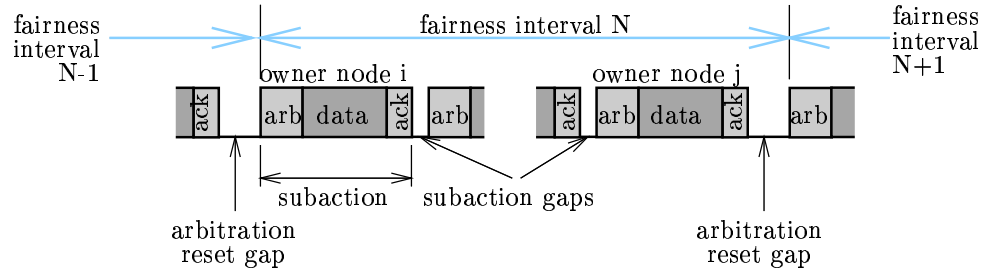 fairness
interval
N-1
fairness interval N
fairness
interval
N+1
owner node i
owner node j
ack
arb
data
ack
arb
ack
arb
data
ack
arb
subaction
subaction gaps
arbitration
reset gap
arbitration
reset gap